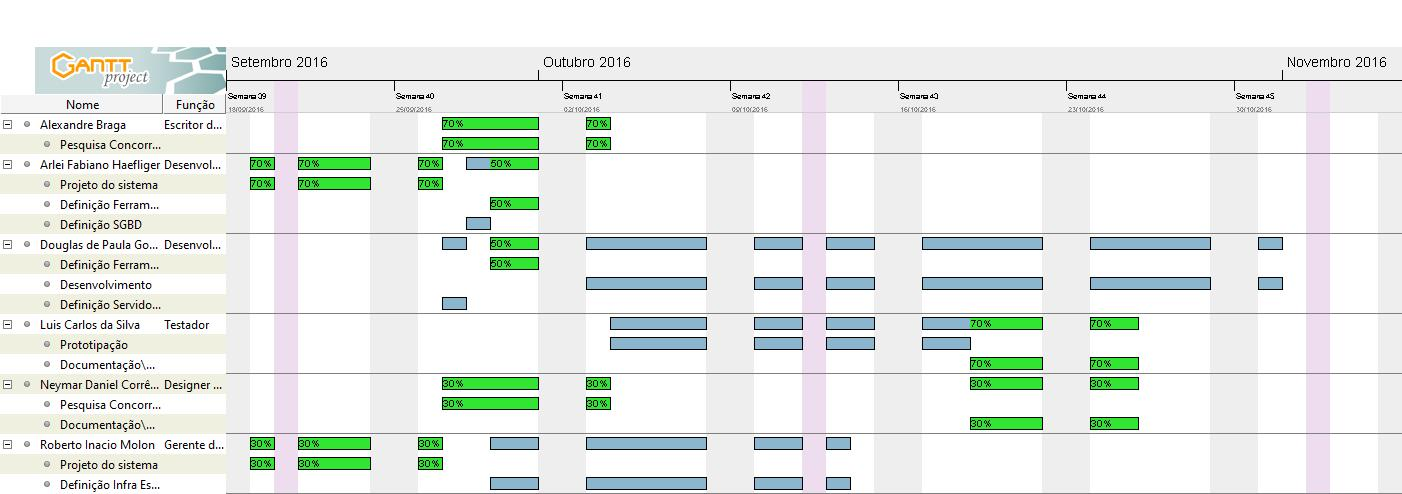 GANTT
project
Setembro 2016 Outubro 2016 Novembro 2016
Semana 39 Semana 40 Semana 41 Semana 42 Semana 43 Semana 44 Semana 45
Nome Função 18/09/2016 25/09/2016 02/10/2016 09/10/2016 16/10/2016 23/10/2016 30/10/2016
Alexandre Braga Escritor d... 70% 70%
Pesquisa Concorr... 70% 70%
Arlei Fabiano Haefliger Desenvol... 70% 70% 70% 50%
Projeto do sistema 70% 70% 70%
Definição Ferram... 50%
Definição SGBD
Douglas de Paula Go... Desenvol... 50%
Definição Ferram... 50%
Desenvolvimento
Definição Servido...
Luis Carlos da Silva Testador 70% 70%
Prototipação
Documentação\... 70% 70%
Neymar Daniel Corrê... Designer ... 30% 30% 30% 30%
Pesquisa Concorr... 30% 30%
Documentação\... 30% 30%
Roberto Inacio Molon Gerente d... 30% 30% 30%
Projeto do sistema 30% 30% 30%
Definição Infra Es...